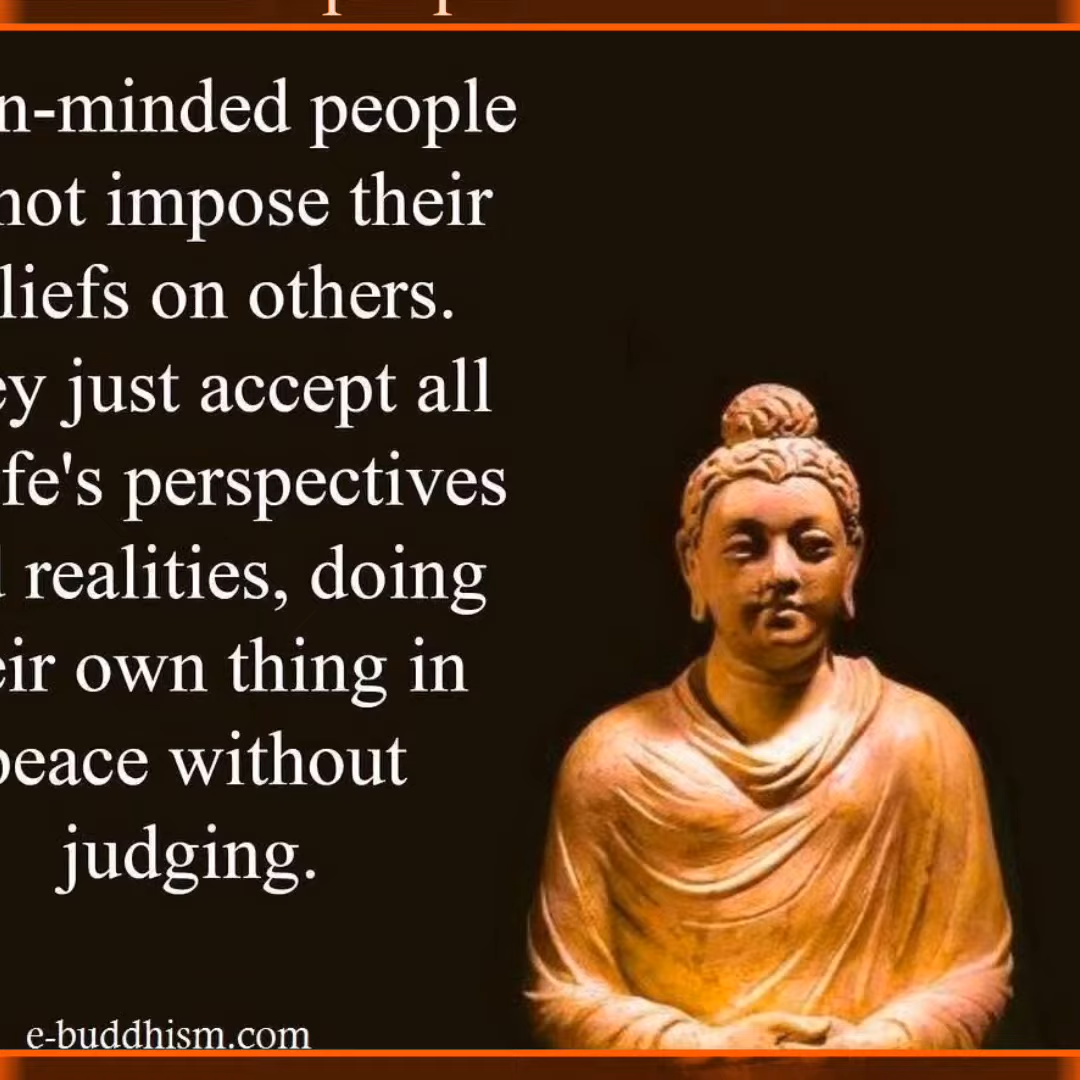 n-minded people
not impose their
liefs on others.
ey just accept all
fe's perspectives
realities, doing
eir own thing in
peace without
judging.
e-buddhism.com